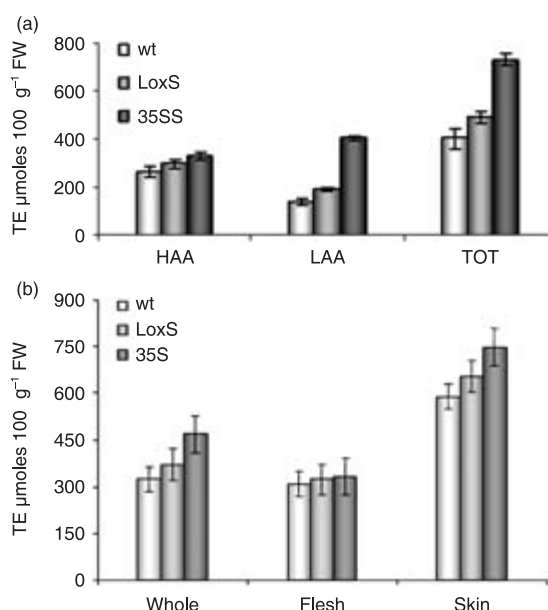 (a)
800
600
400
200
0
TE µmoles 100 g⁻¹ FW
wt
LoxS
35SS
HAA LAA TOT
(b)
900
750
600
450
300
150
00
TE µmoles 100 g⁻¹ FW
wt
LoxS
35S
Whole Flesh Skin